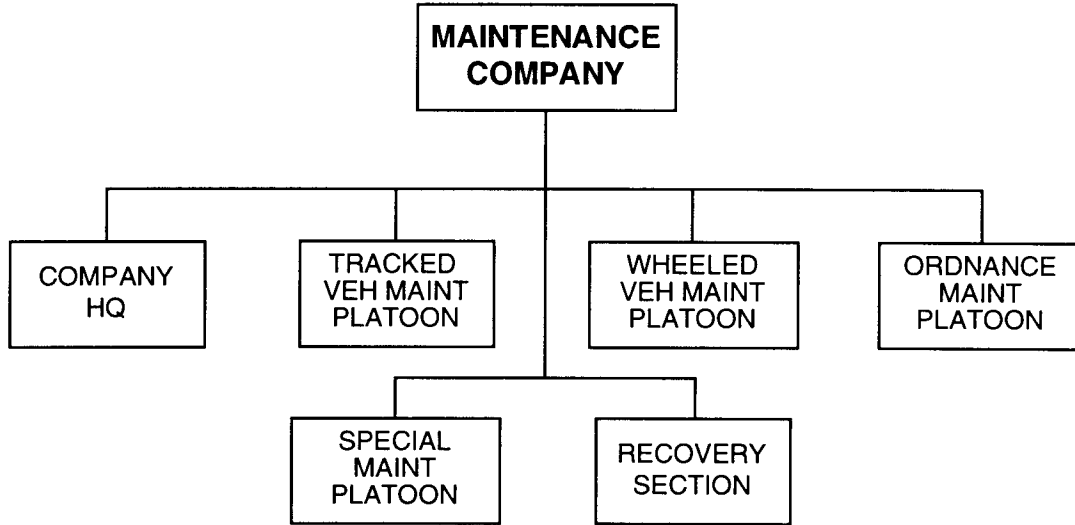 MAINTENANCE
COMPANY
COMPANY
HQ
TRACKED
VEH MAINT
PLATOON
WHEELED
VEH MAINT
PLATOON
ORDNANCE
MAINT
PLATOON
SPECIAL
MAINT
PLATOON
RECOVERY
SECTION